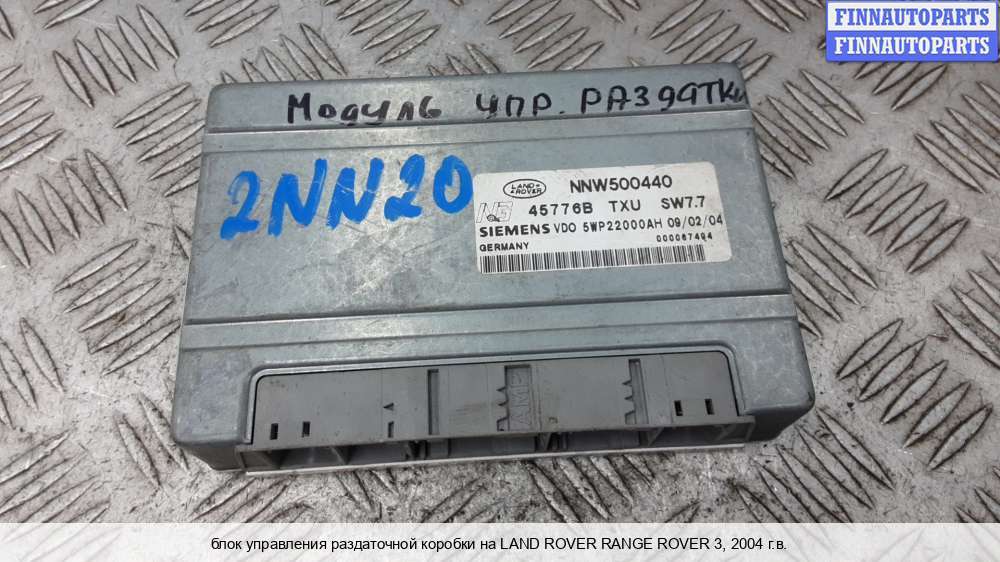 FINNAUTOPARTS
FINNAUTOPARTS
Модуль упр. РАЗдаТКи
2NN20
LAND ROVER
NNW500440
NG 45776B TXU SW7.7
SIEMENS VDO 5WP22000AH 09/02/04
GERMANY 000067494
AMP
блок управления раздаточной коробки на LAND ROVER RANGE ROVER 3, 2004 г.в.